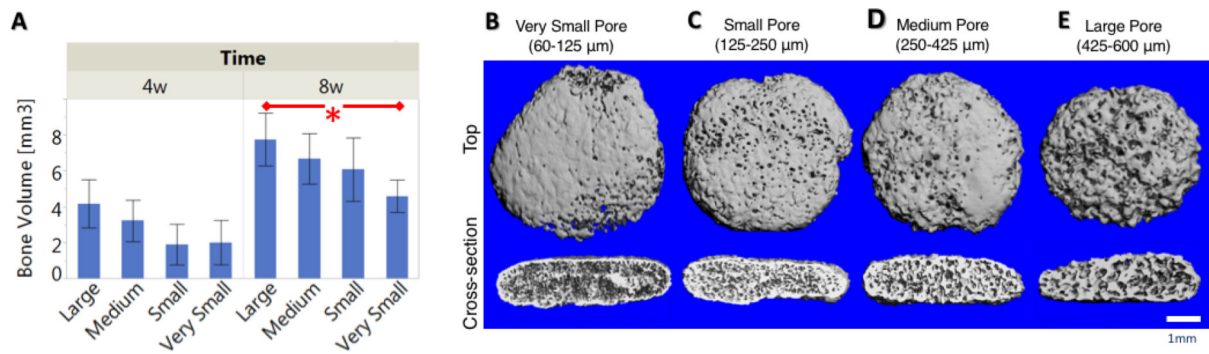 A
Time
4w
8w
*
Bone Volume [mm3]
8
6
4
2
0
Large
Medium
Small
Very Small
Large
Medium
Small
Very Small
B
Very Small Pore
(60-125 µm)
C
Small Pore
(125-250 µm)
D
Medium Pore
(250-425 µm)
E
Large Pore
(425-600 µm)
Top
Cross-section
1mm